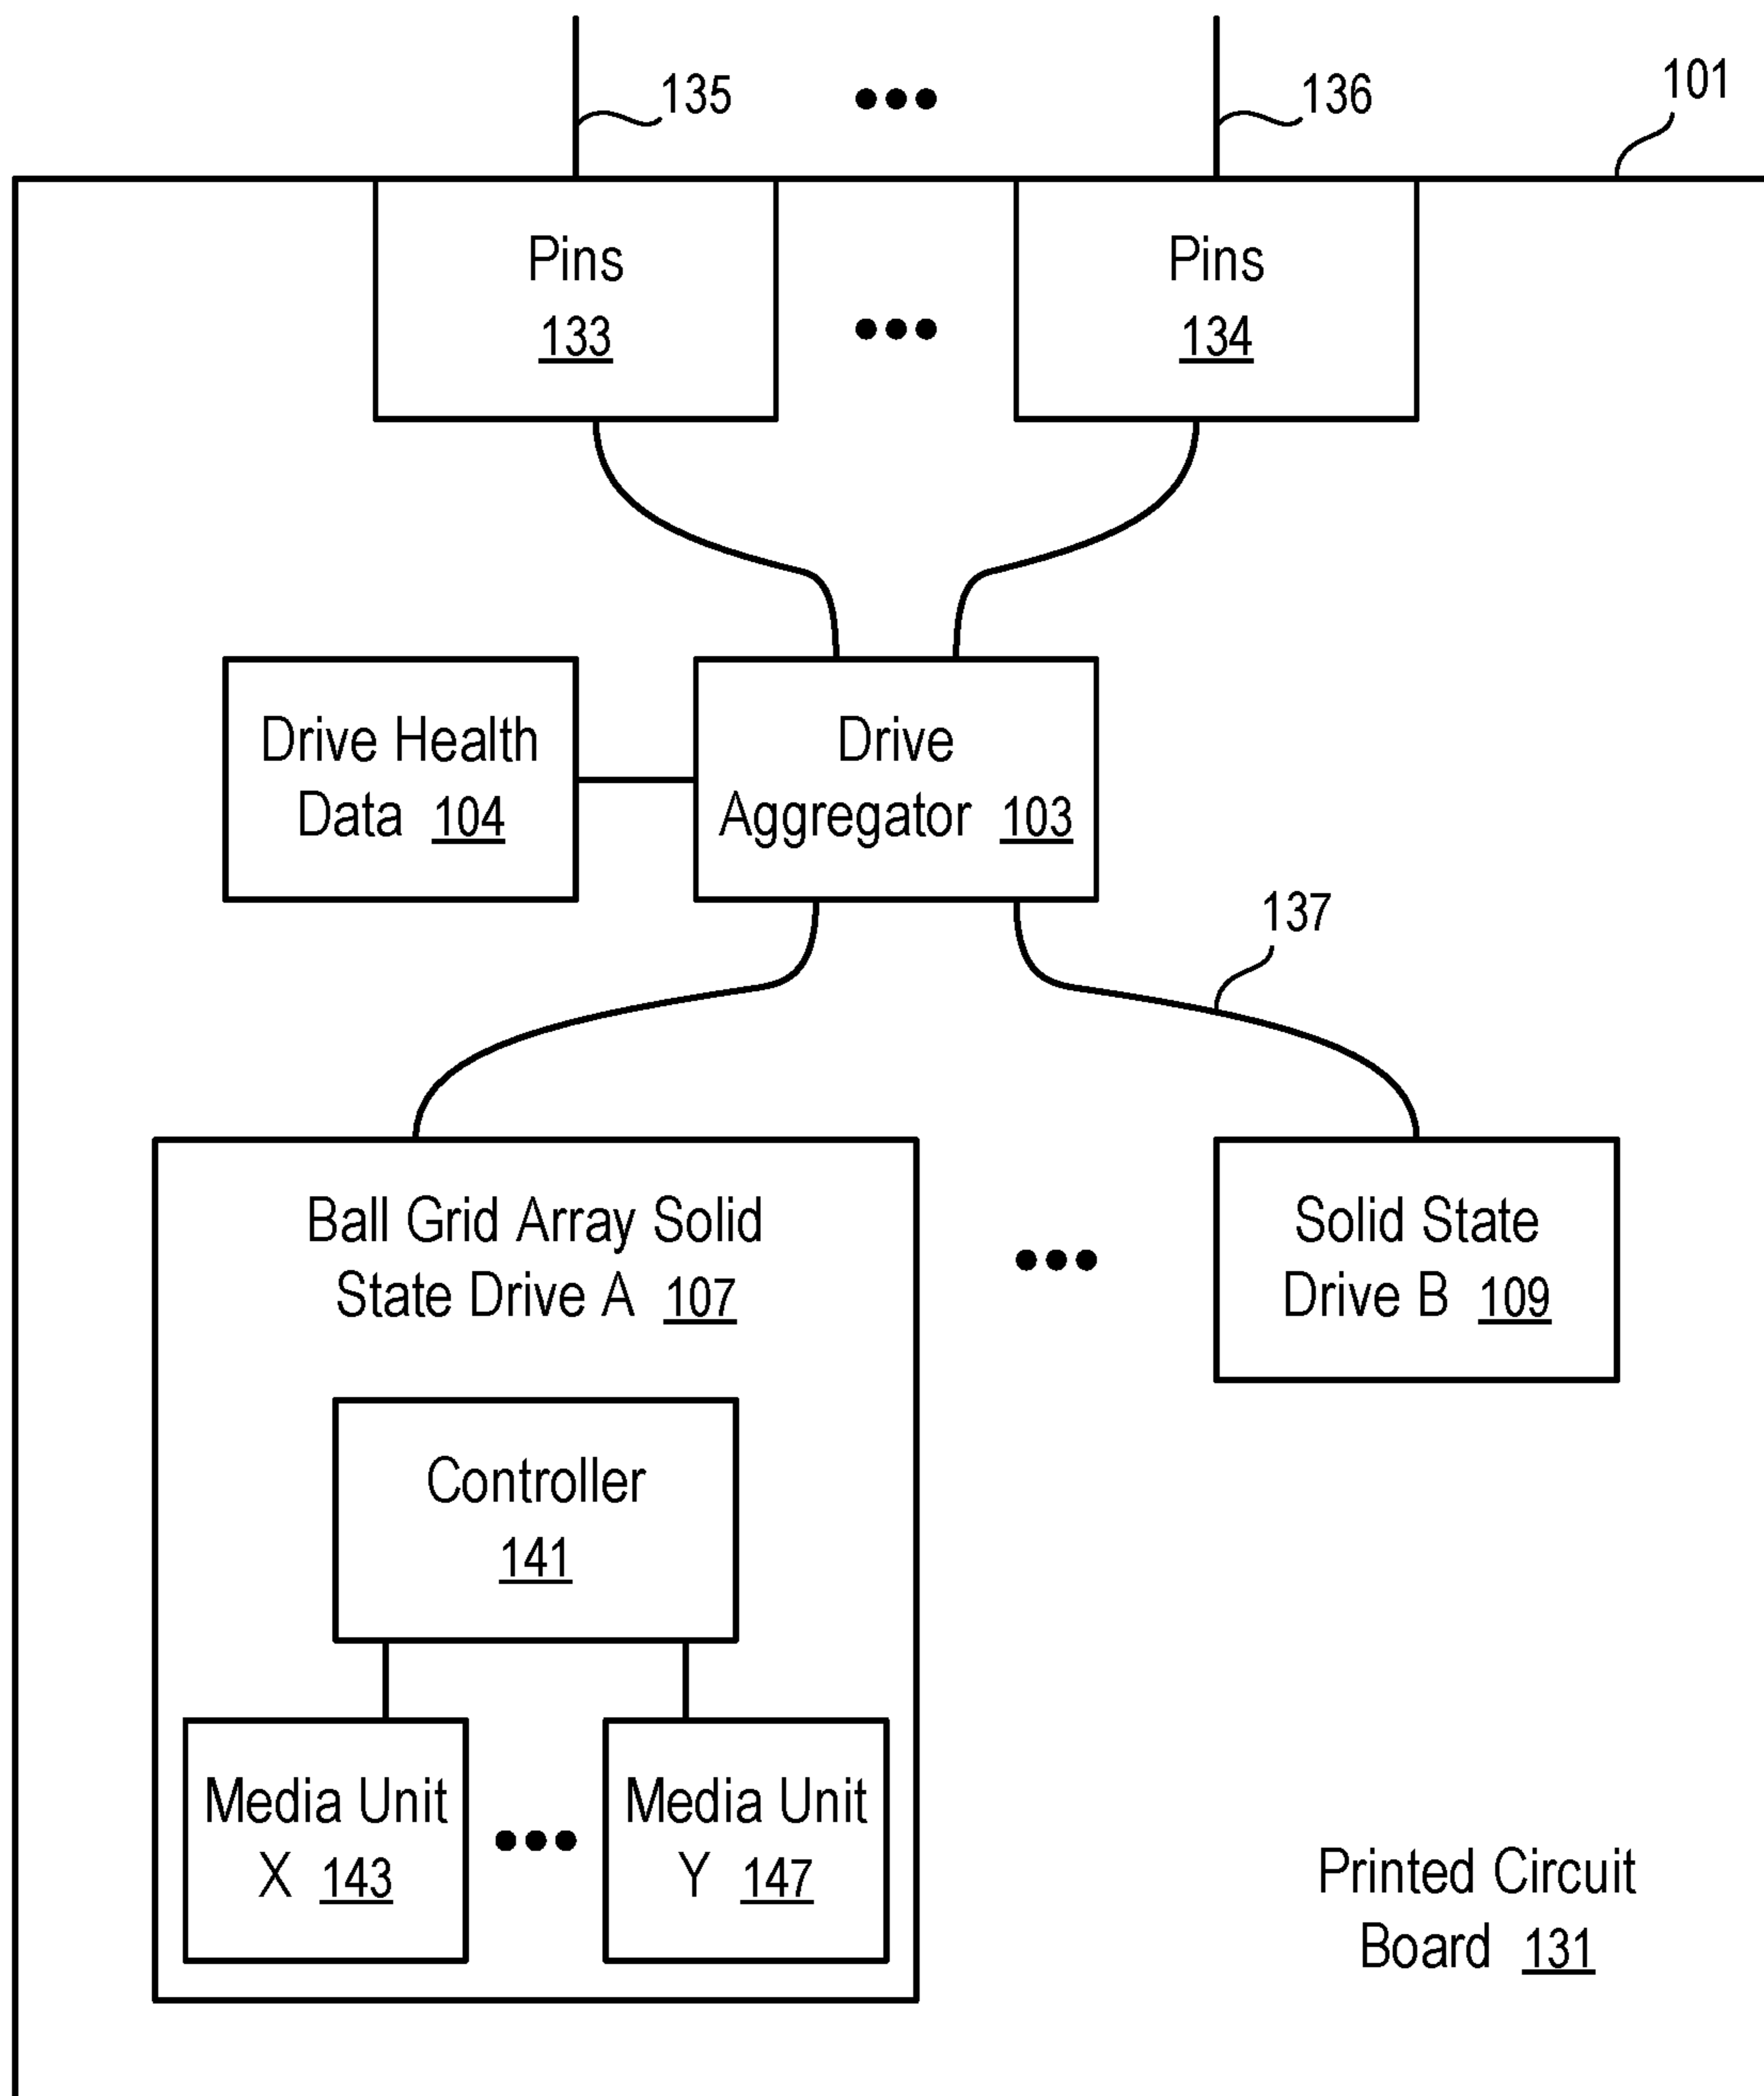 135
136
101
Pins
133
Pins
134
Drive Health
Data 104
Drive
Aggregator 103
137
Ball Grid Array Solid
State Drive A 107
Solid State
Drive B 109
Controller
141
Media Unit
X 143
Media Unit
Y 147
Printed Circuit
Board 131